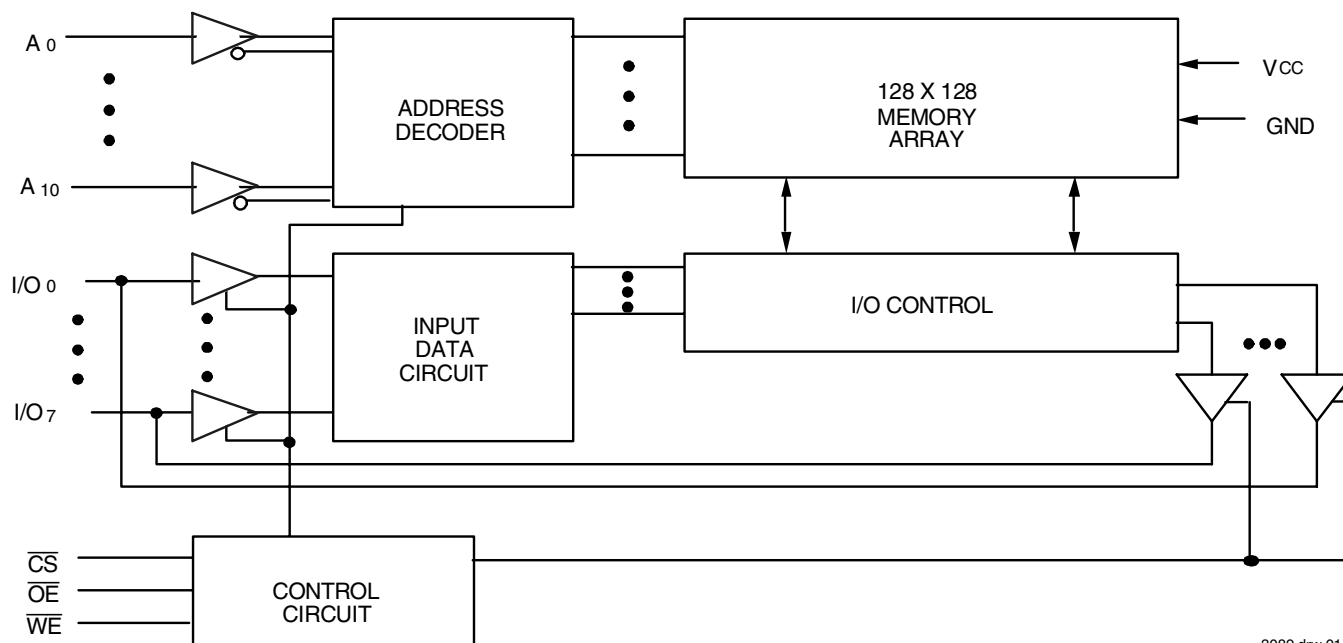 A 0
ADDRESS
DECODER
128 X 128
MEMORY
ARRAY
VCC
GND
A 10
I/O 0
INPUT
DATA
CIRCUIT
I/O CONTROL
I/O 7
CS
OE
WE
CONTROL
CIRCUIT